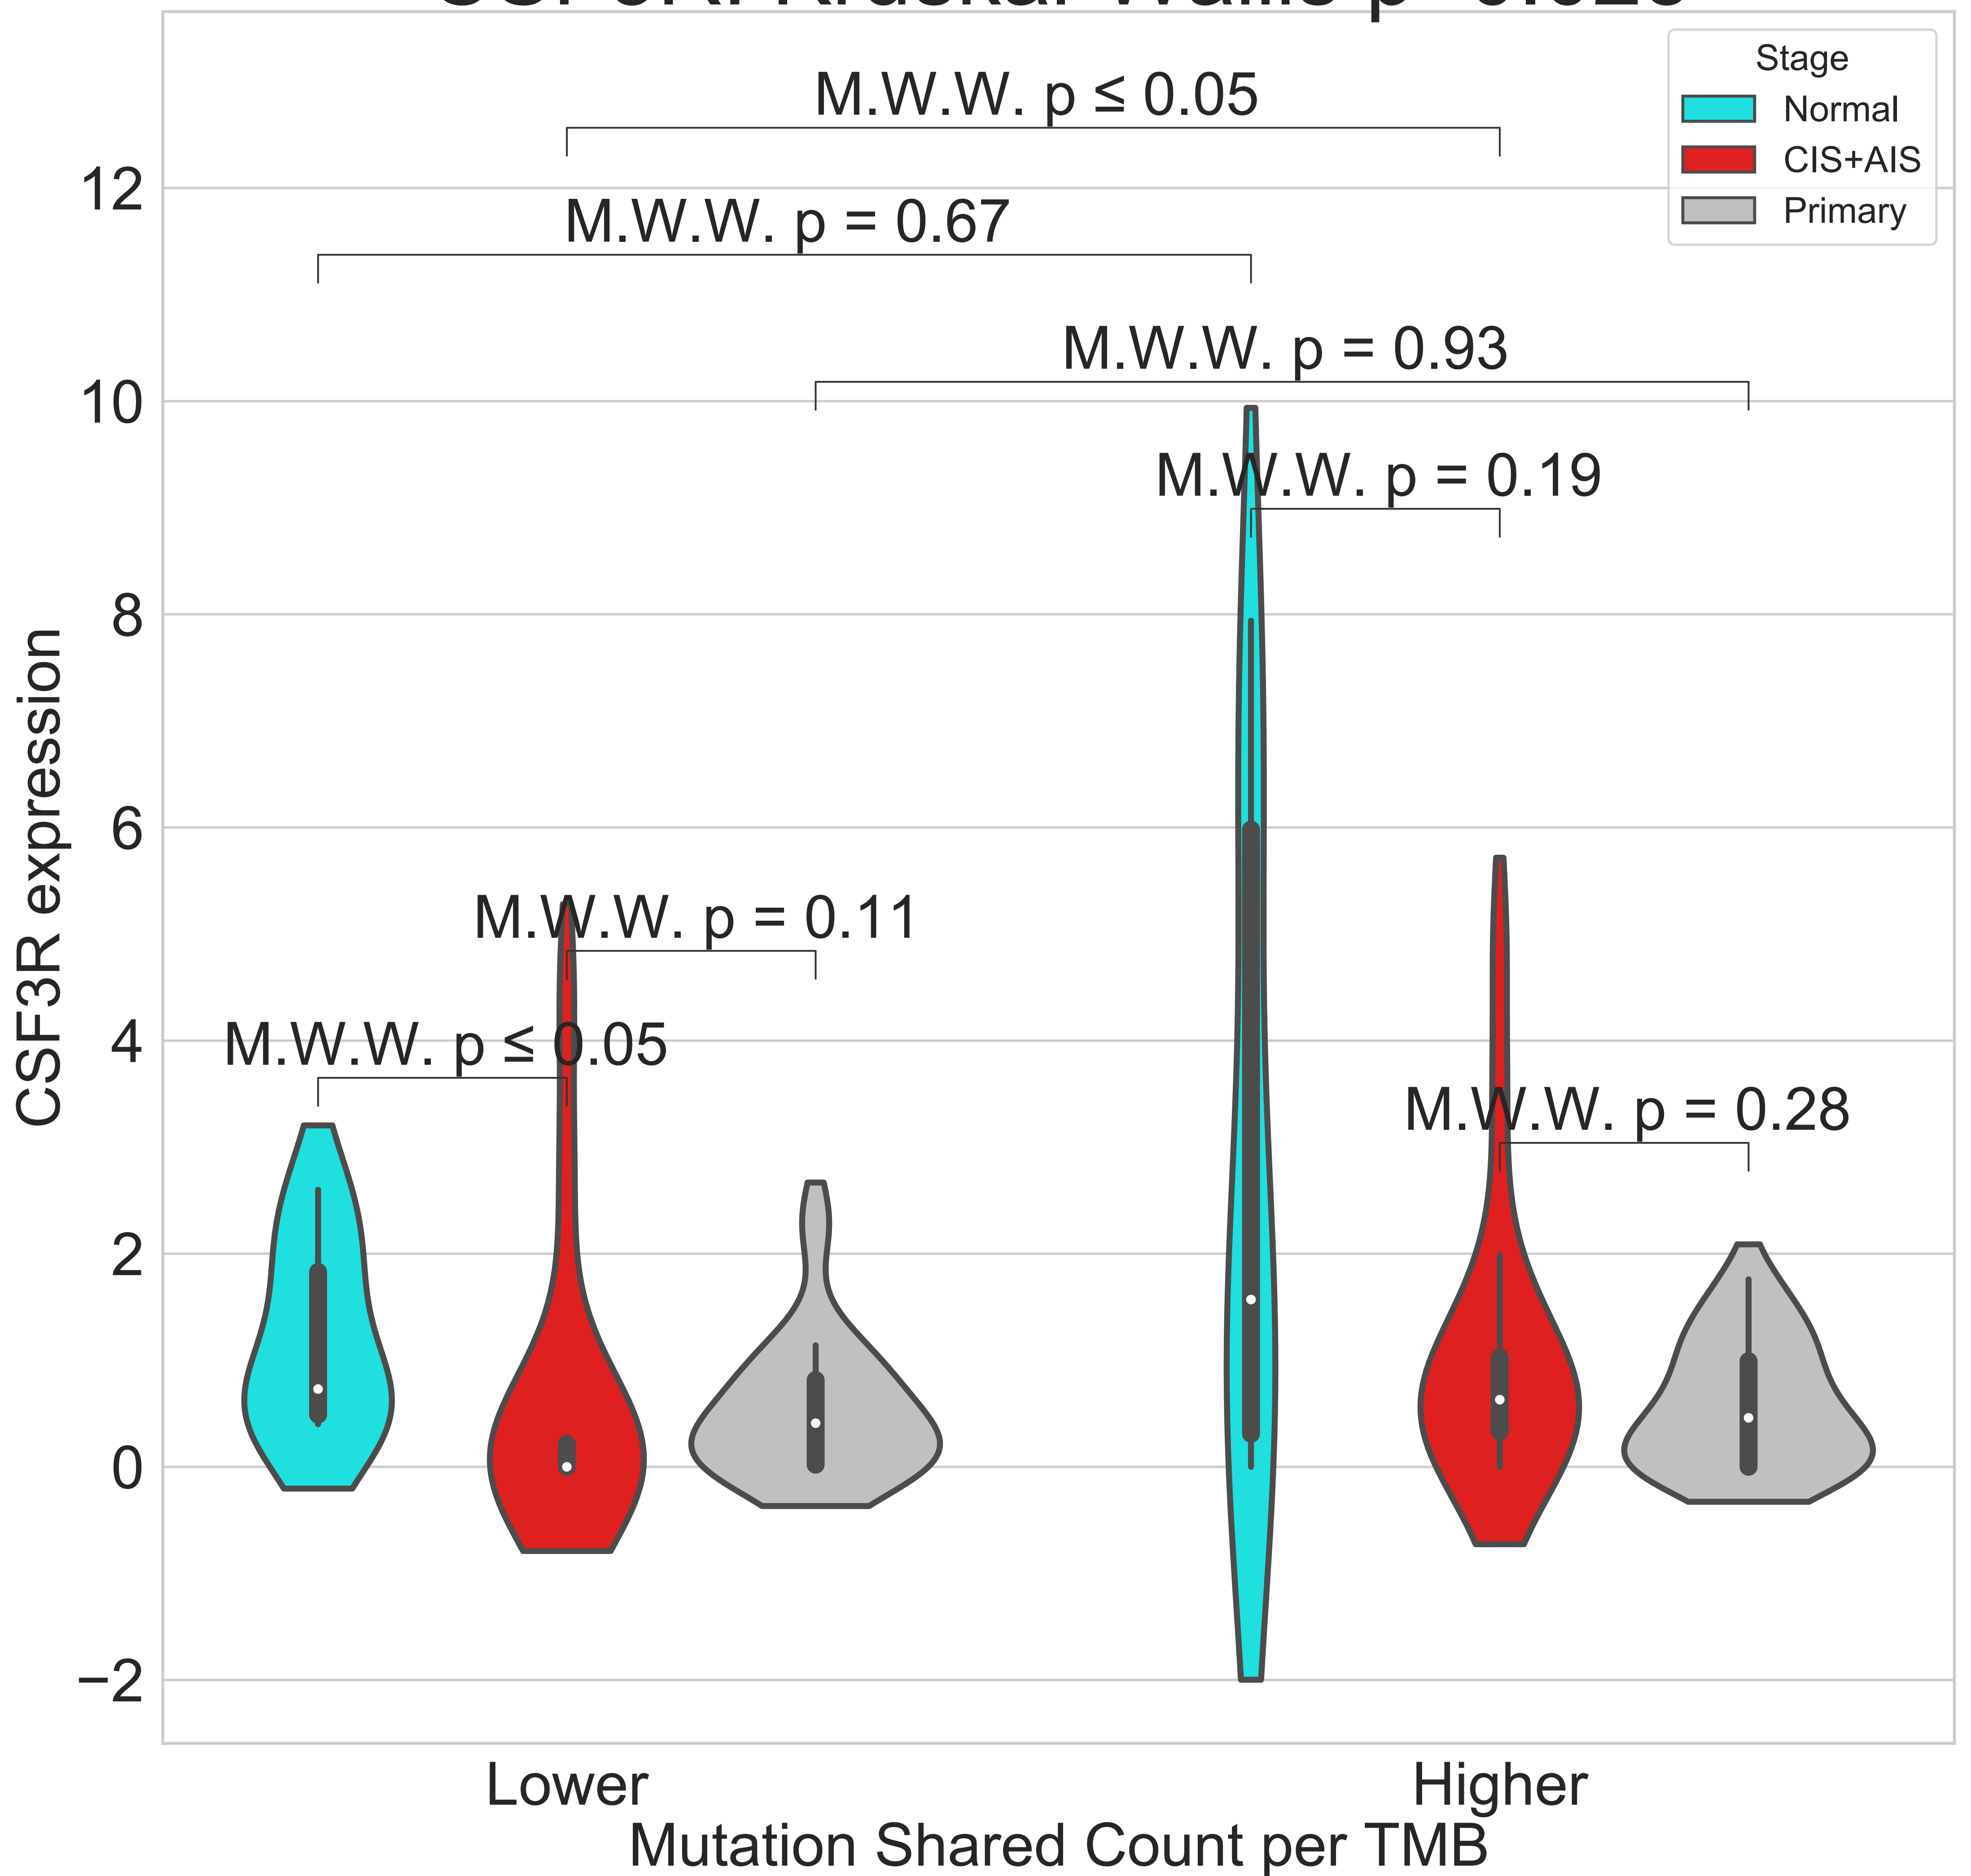 Stage
Normal
CIS+AIS
Primary
M.W.W. p ≤ 0.05
M.W.W. p = 0.67
M.W.W. p = 0.93
M.W.W. p = 0.19
M.W.W. p = 0.11
M.W.W. p ≤ 0.05
M.W.W. p = 0.28
12
10
8
6
4
2
0
−2
CSF3R expression
Lower
Higher
Mutation Shared Count per TMB